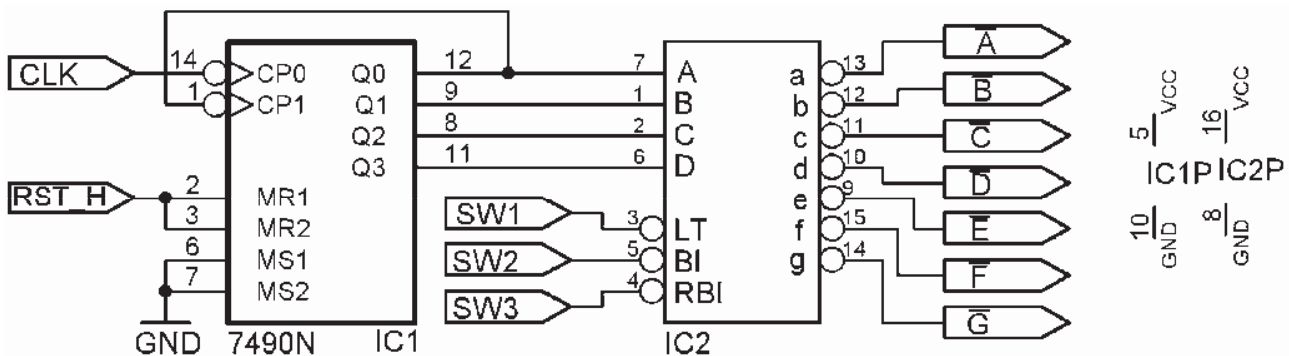 CLK
14
1
CP0
CP1
Q0
Q1
Q2
Q3
12
9
8
11
RST_H
2
3
6
7
MR1
MR2
MS1
MS2
GND
7490N
IC1
7
1
2
6
A
B
C
D
SW1
SW2
SW3
3
5
4
LT
BI
RBI
IC2
a
b
c
d
e
f
g
13
12
11
10
9
15
14
A̅
B̅
C̅
D̅
E̅
F̅
G̅
5
VCC
16
VCC
IC1P
IC2P
10
GND
8
GND